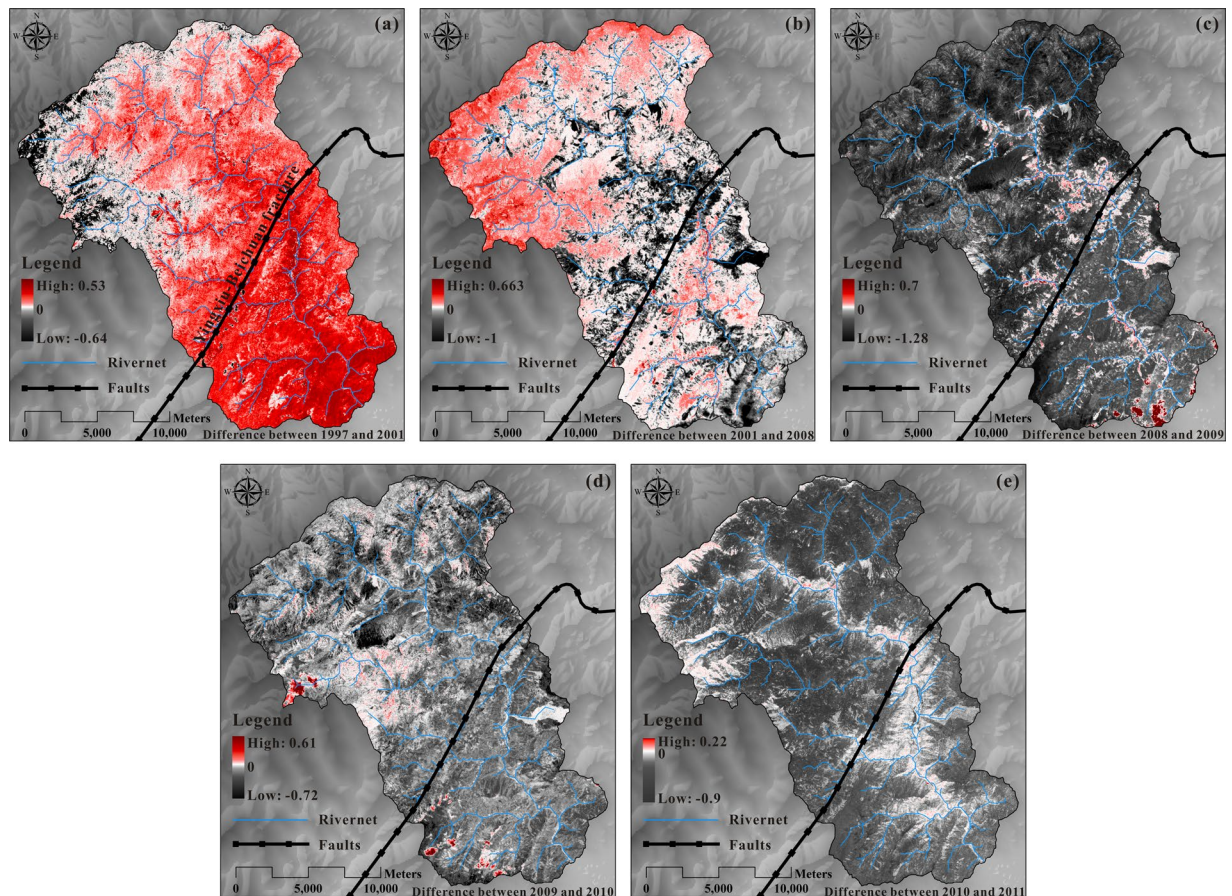 (a)
N
W E
S
Yingxiu-Beichuan fracture
Legend
High: 0.53
0
Low: -0.64
Rivernet
Faults
Meters
0 5,000 10,000
Difference between 1997 and 2001
(b)
N
W E
S
Legend
High: 0.663
0
Low: -1
Rivernet
Faults
Meters
0 5,000 10,000
Difference between 2001 and 2008
(c)
N
W E
S
Legend
High: 0.7
0
Low: -1.28
Rivernet
Faults
Meters
0 5,000 10,000
Difference between 2008 and 2009
(d)
N
W E
S
Legend
High: 0.61
0
Low: -0.72
Rivernet
Faults
Meters
0 5,000 10,000
Difference between 2009 and 2010
(e)
N
W E
S
Legend
High: 0.22
0
Low: -0.9
Rivernet
Faults
Meters
0 5,000 10,000
Difference between 2010 and 2011